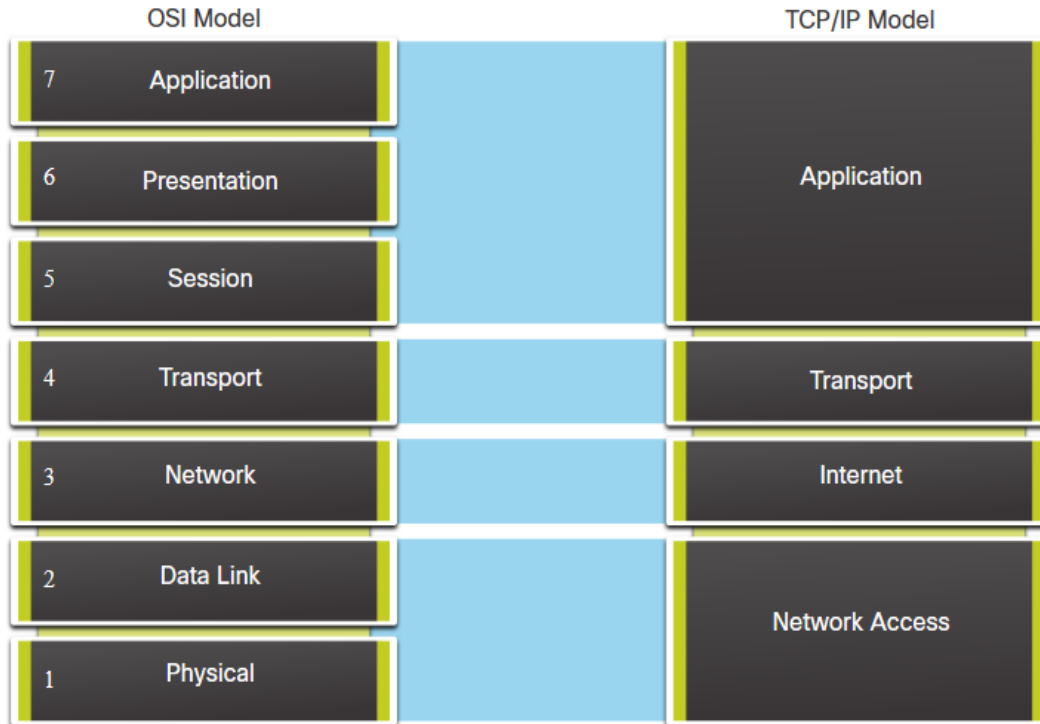 OSI Model
TCP/IP Model
7 Application
6 Presentation
5 Session
Application
4 Transport
Transport
3 Network
Internet
2 Data Link
1 Physical
Network Access